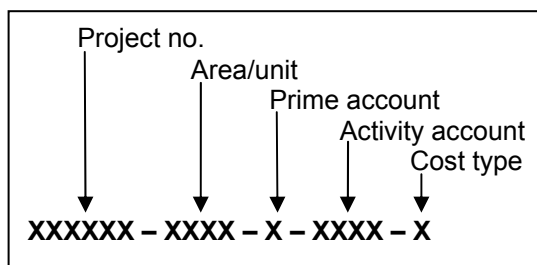 Project no.
Area/unit
Prime account
Activity account
Cost type
XXXXXX – XXXX – X – XXXX – X